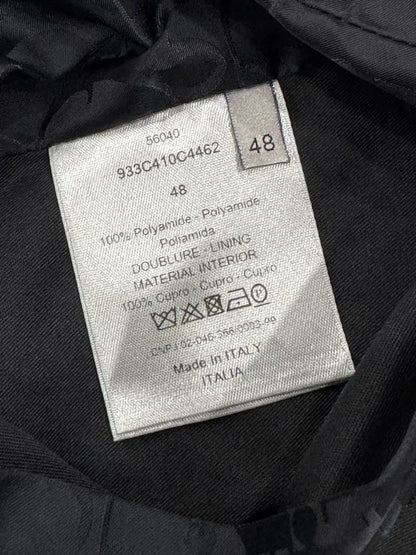 56040
933C410C4462
48
48
100% Polyamide - Polyamide
Poliamida
DOUBLURE - LINING
MATERIAL INTERIOR
100% Cupro - Cupro - Cupro
P
CNPJ
Made in ITALY
ITALIA